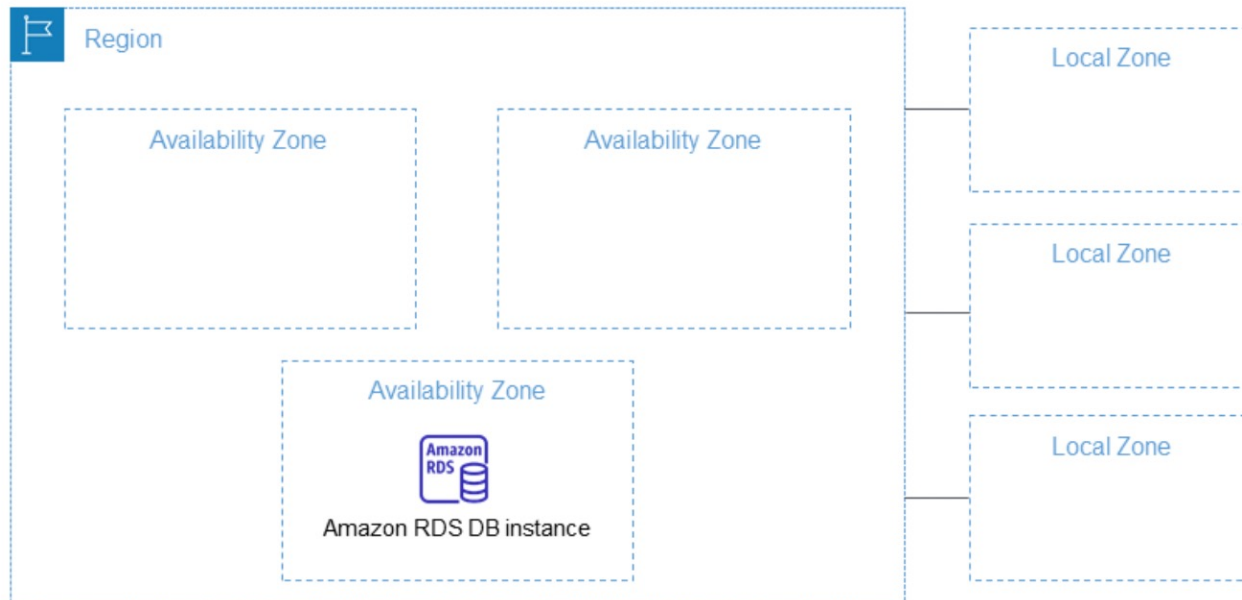 Region
Local Zone
Availability Zone
Availability Zone
Local Zone
Availability Zone
Amazon
RDS
Amazon RDS DB instance
Local Zone